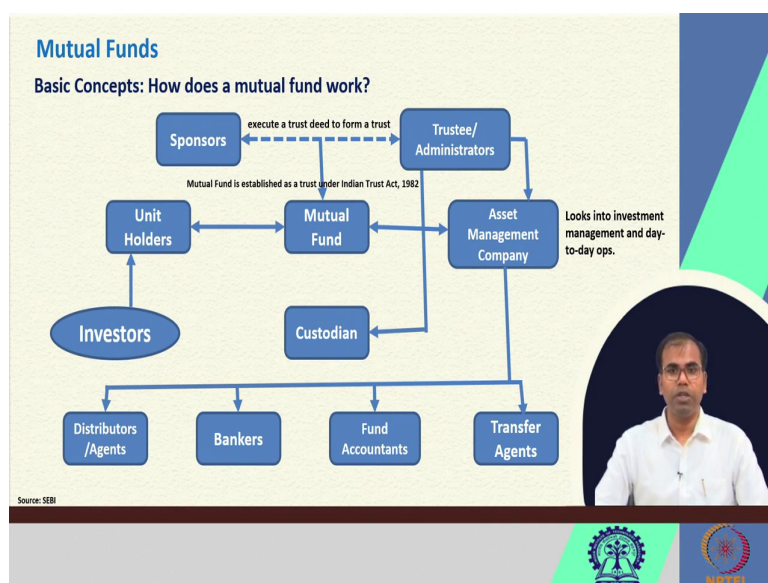 Mutual Funds
Basic Concepts: How does a mutual fund work?
execute a trust deed to form a trust
Sponsors
Trustee/
Administrators
Mutual Fund is established as a trust under Indian Trust Act, 1982
Unit
Holders
Mutual
Fund
Asset
Management
Company
Looks into investment
management and day-
to-day ops.
Investors
Custodian
Distributors
/Agents
Bankers
Fund
Accountants
Transfer
Agents
Source: SEBI
NPTEL